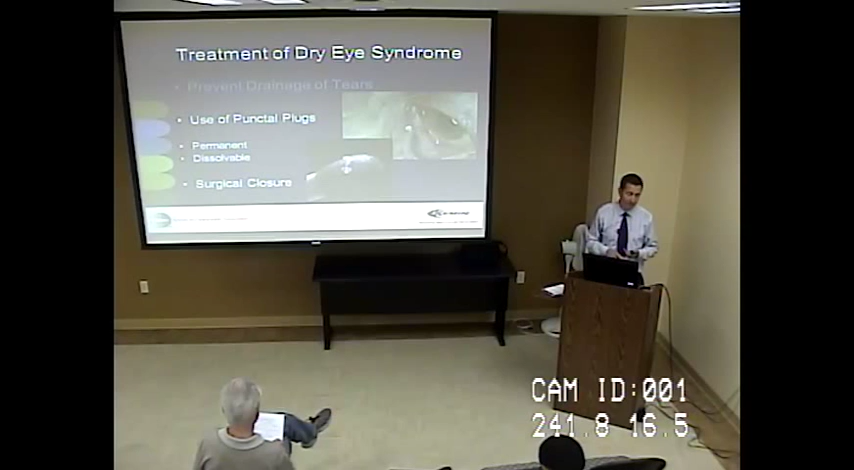 Treatment of Dry Eye Syndrome
• Prevent Drainage of Tears
• Use of Punctal Plugs
• Permanent
• Dissolvable
• Surgical Closure
CAM ID:001
241.8 16.5